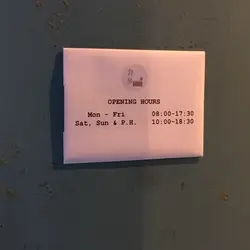 OPENING HOURS
Mon - Fri 08:00-17:30
Sat, Sun & P.H. 10:00-18:30